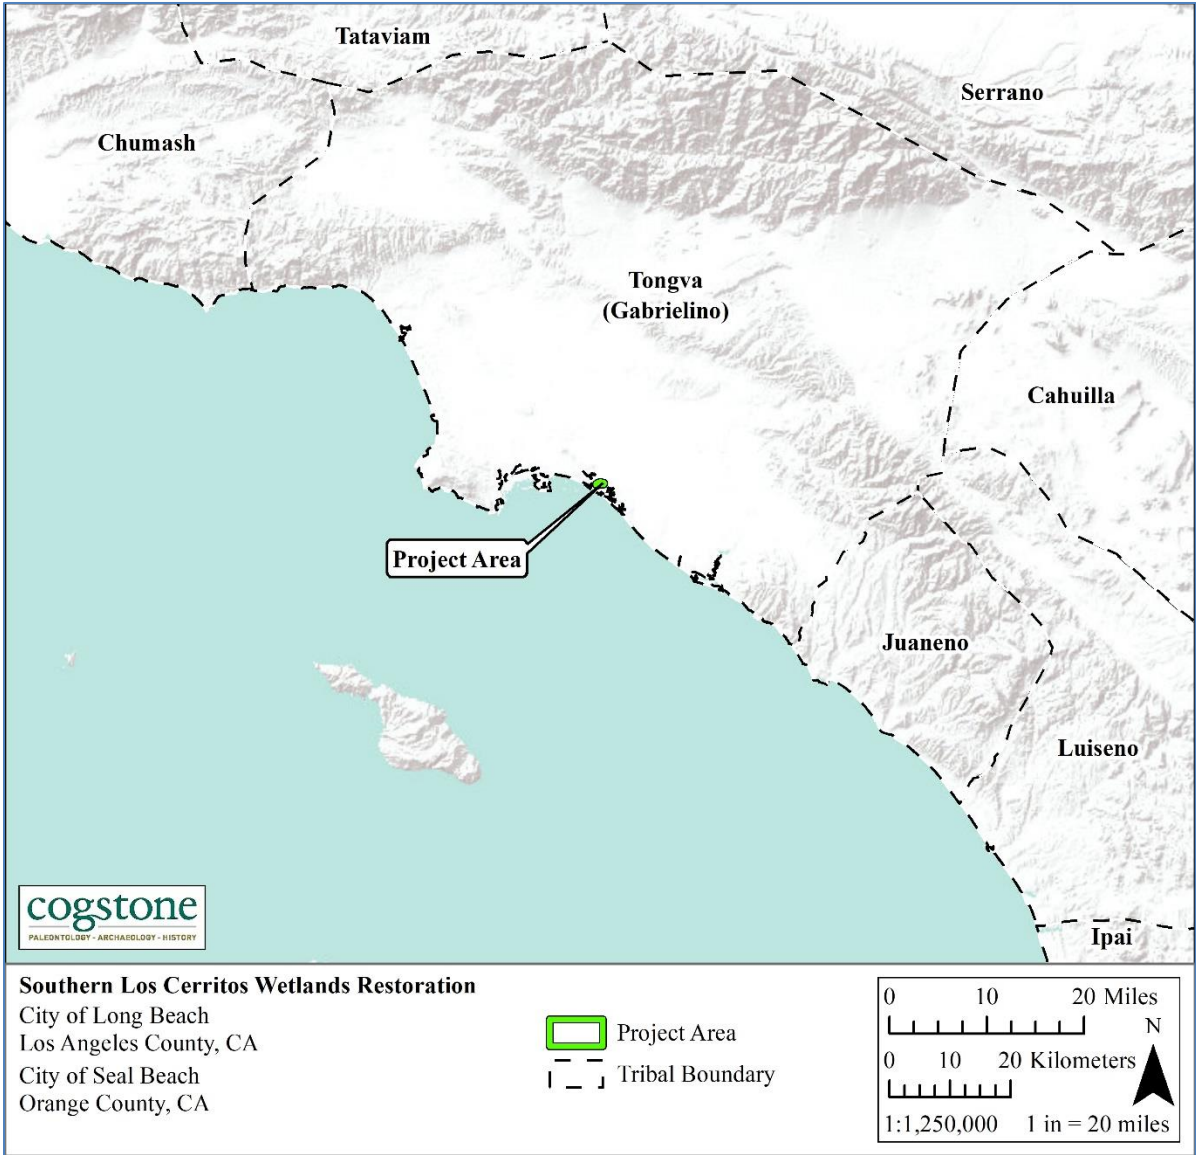 Tataviam
Serrano
Chumash
Tongva
(Gabrielino)
Cahuilla
Project Area
Juaneno
Luiseno
Ipai
cogstone
PALEONTOLOGY - ARCHAEOLOGY - HISTORY
Southern Los Cerritos Wetlands Restoration
City of Long Beach
Los Angeles County, CA
City of Seal Beach
Orange County, CA
Project Area
Tribal Boundary
0 10 20 Miles
N
0 10 20 Kilometers
1:1,250,000 1 in = 20 miles